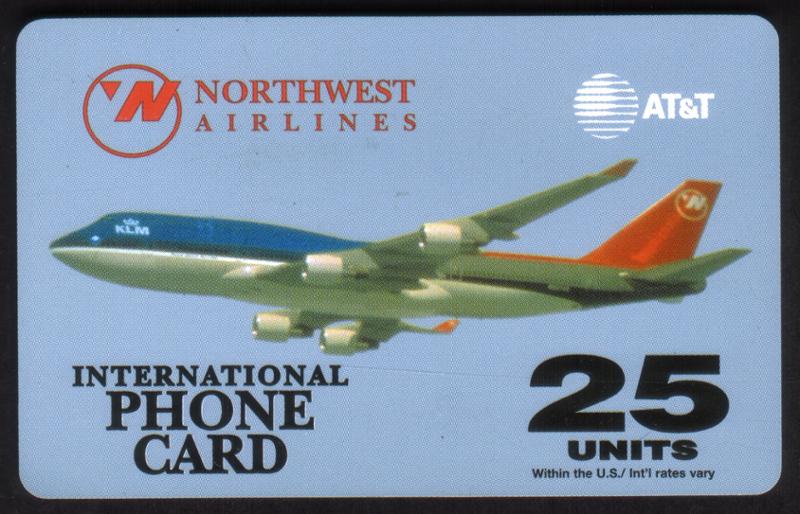 NORTHWEST
AIRLINES
AT&T
KLM
INTERNATIONAL
PHONE
CARD
25
UNITS
Within the U.S./ Int'l rates vary